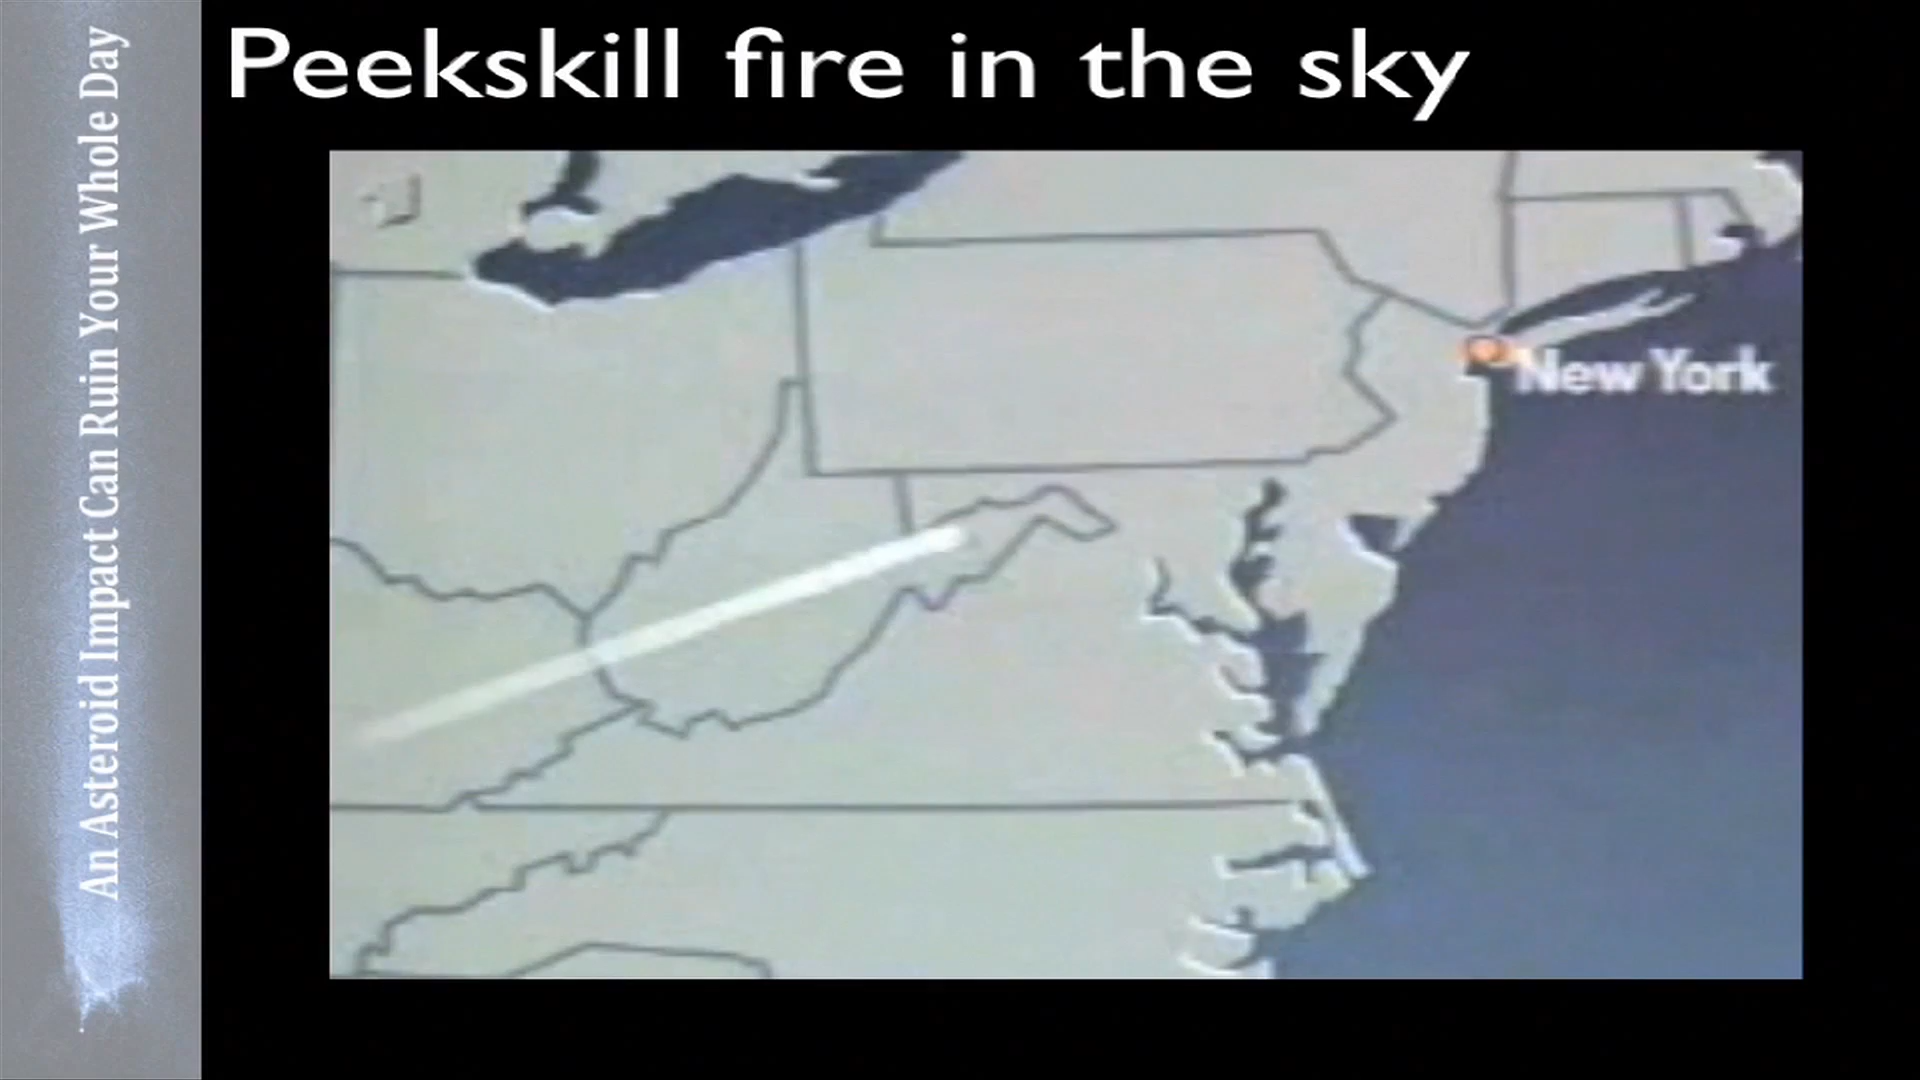 Peekskill fire in the sky
An Asteroid Impact Can Ruin Your Whole Day
New York